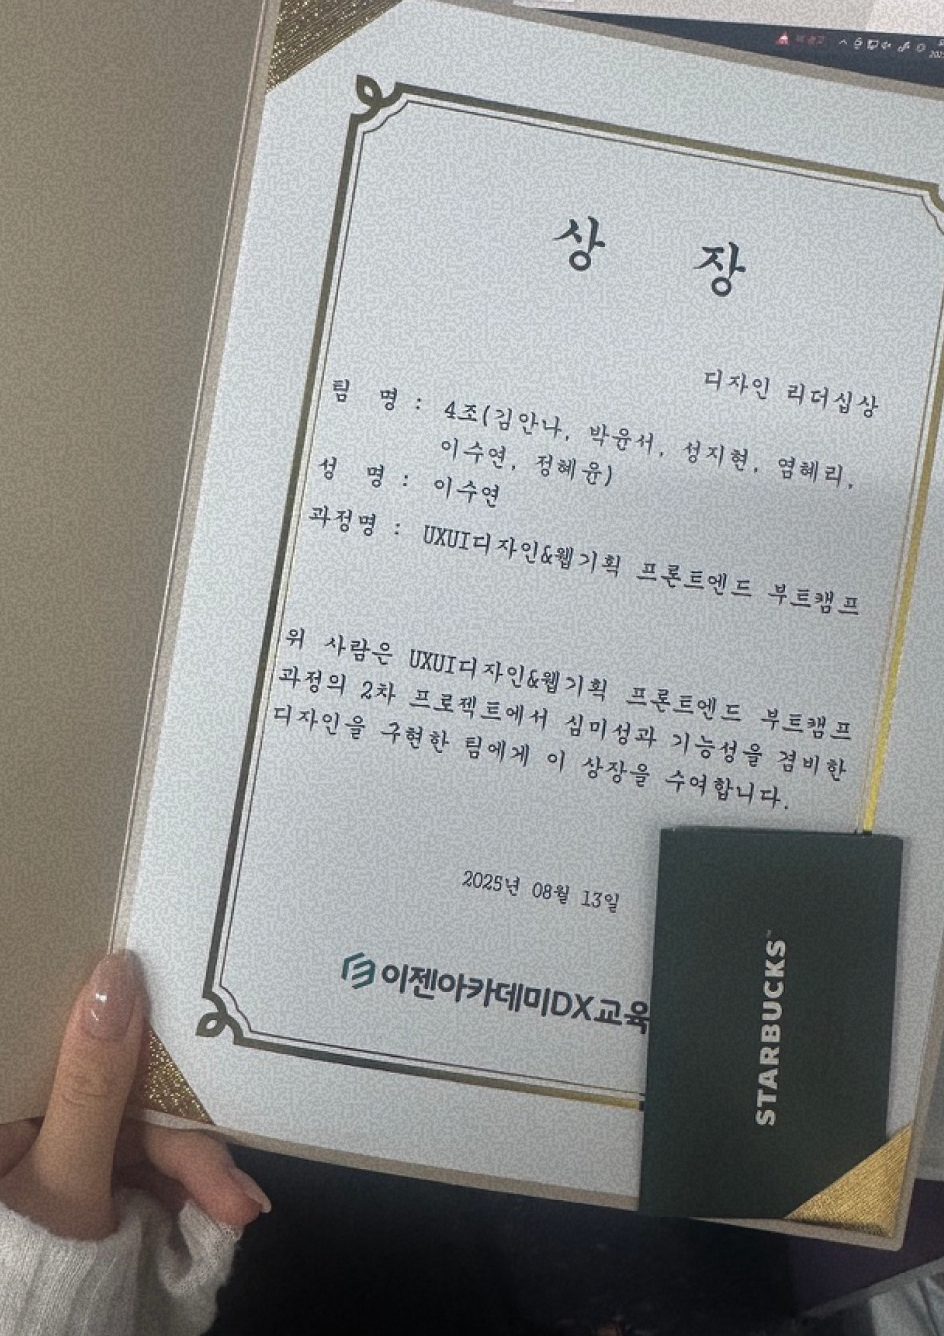 상 장
디자인 리더십상
팀 명 : 4조(김안나, 박윤서, 성지현, 염혜리,
이수연, 정혜윤)
성 명 : 이수연
과정명 : UXUI디자인&웹기획 프론트엔드 부트캠프
위 사람은 UXUI디자인&웹기획 프론트엔드 부트캠프
과정의 2차 프로젝트에서 심미성과 기능성을 겸비한
디자인을 구현한 팀에게 이 상장을 수여합니다.
2025년 08월 13일
이젠아카데미DX교육
STARBUCKS™